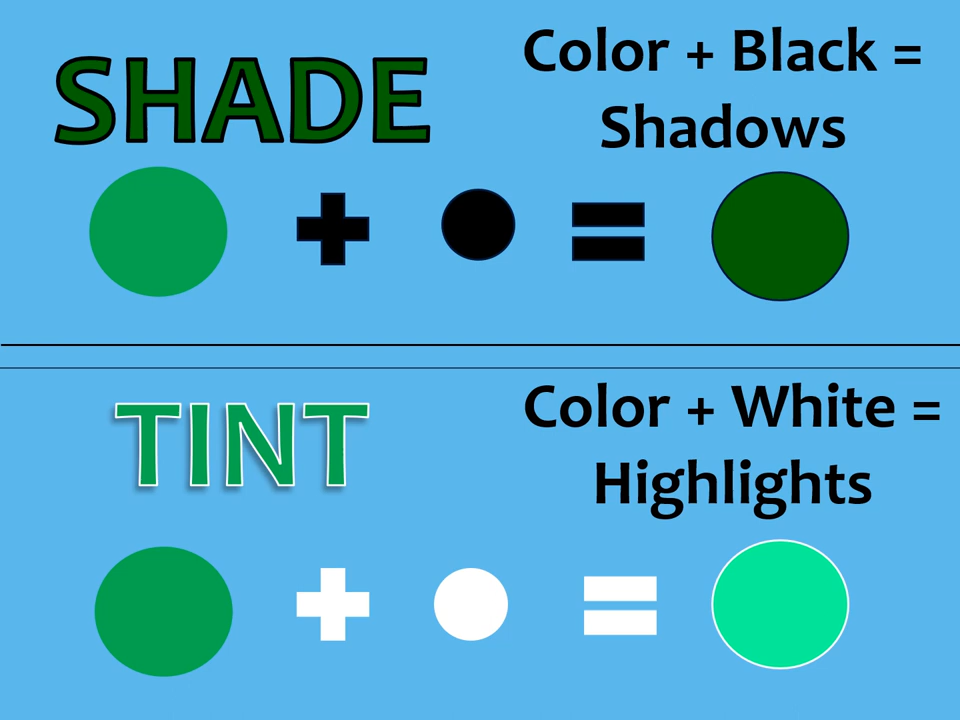 SHADE
Color + Black =
Shadows
TINT
Color + White =
Highlights